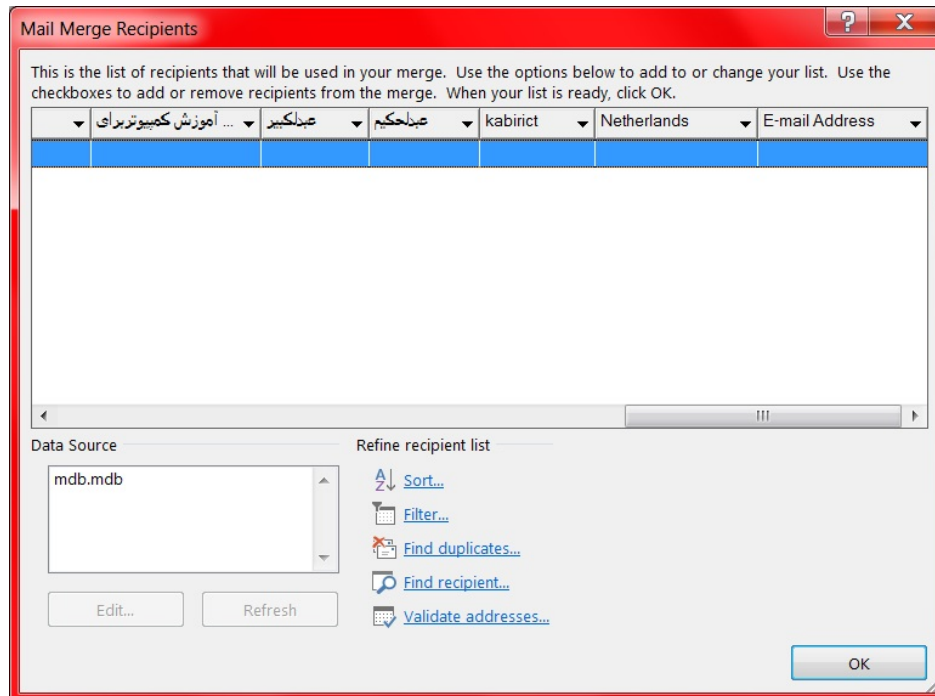 Mail Merge Recipients
This is the list of recipients that will be used in your merge. Use the options below to add to or change your list. Use the
checkboxes to add or remove recipients from the merge. When your list is ready, click OK.
آموزش کمپیوتربرای ... عبدلکبیر عبدلحکیم kabirict Netherlands E-mail Address
Data Source
Refine recipient list
mdb.mdb
Sort...
Filter...
Find duplicates...
Find recipient...
Validate addresses...
Edit...
Refresh
OK